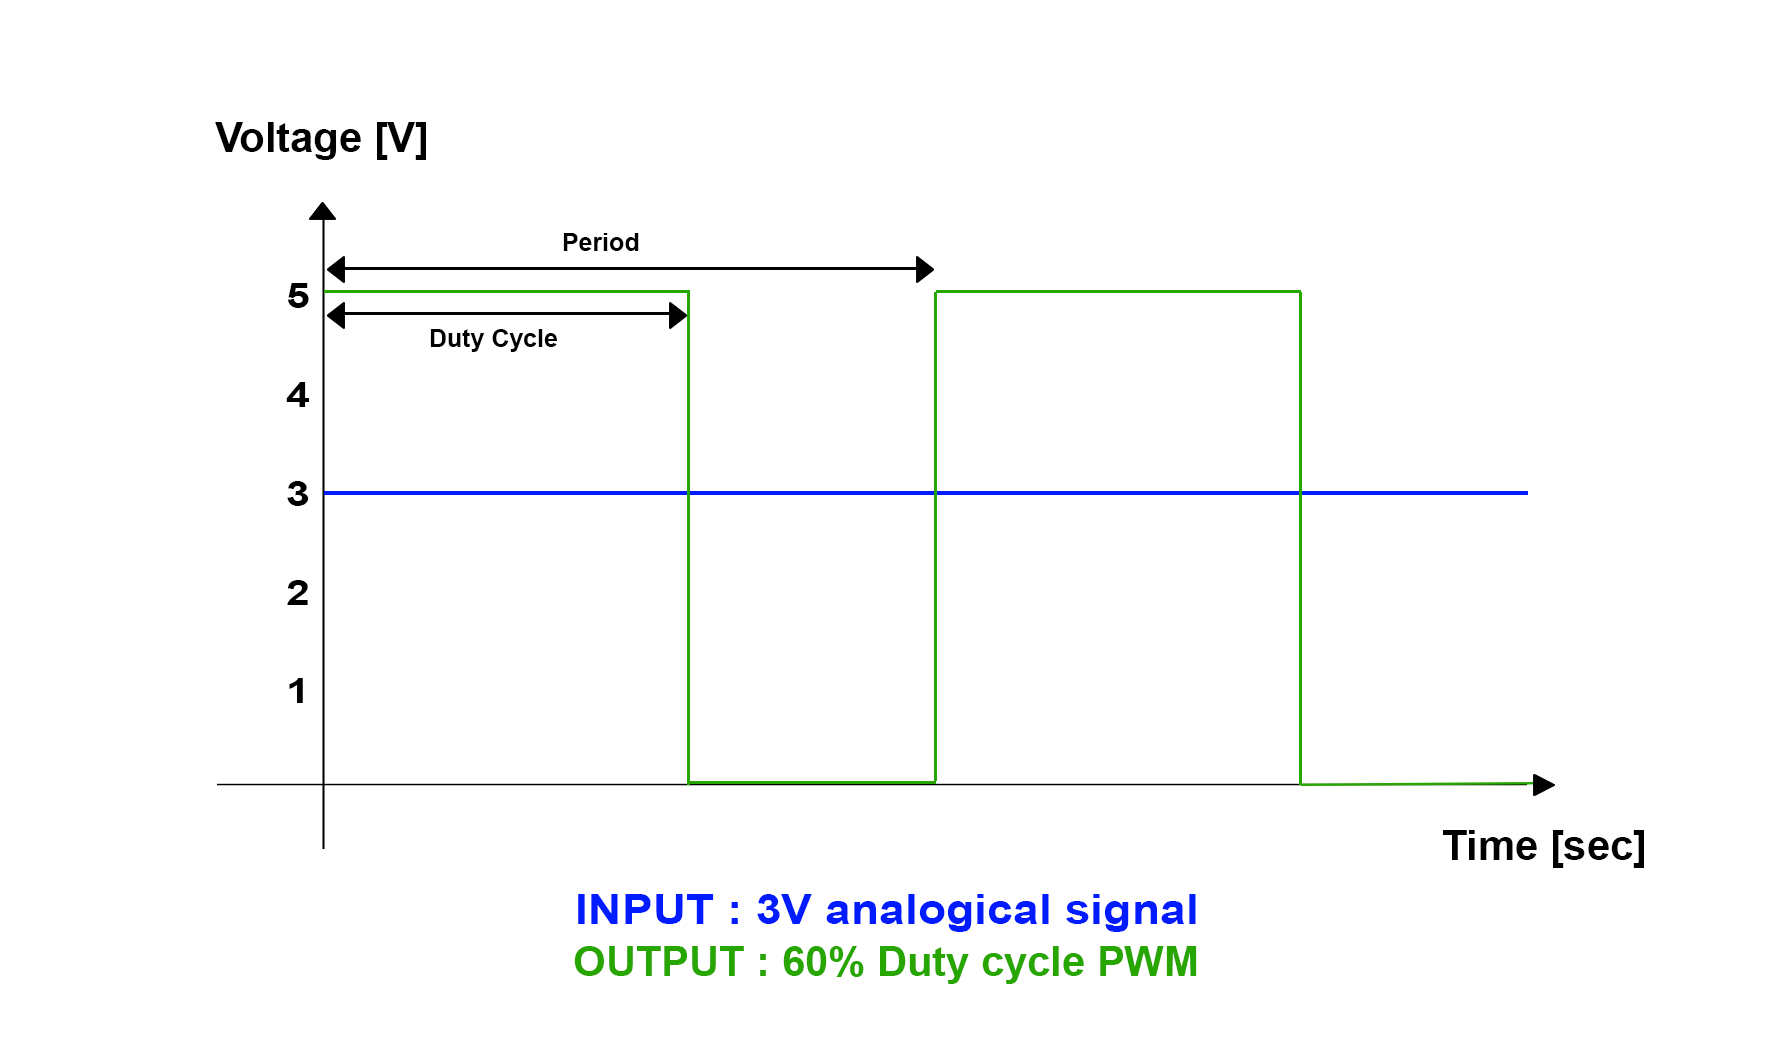 Voltage [V]
Period
5
Duty Cycle
4
3
2
1
Time [sec]
INPUT : 3V analogical signal
OUTPUT : 60% Duty cycle PWM